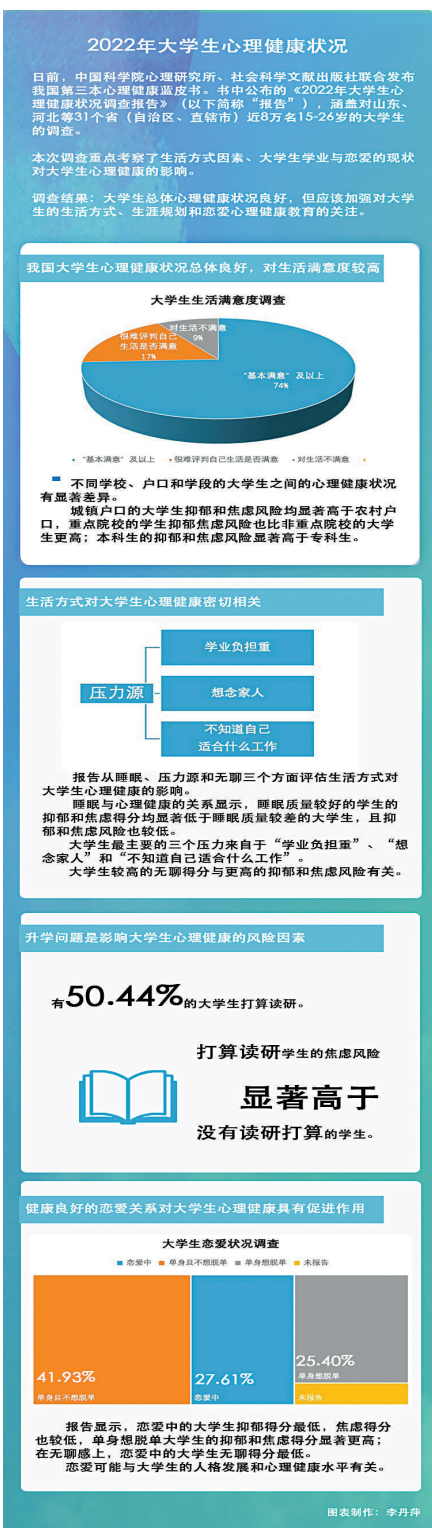 2022年大学生心理健康状况
日前，中国科学院心理研究所、社会科学文献出版社联合发布
我国第三本心理健康蓝皮书。书中公布的《2022年大学生心
理健康状况调查报告》（以下简称“报告”），涵盖对山东、
河北等31个省（自治区、直辖市）近8万名15-26岁的大学生
的调查。
本次调查重点考察了生活方式因素、大学生学业与恋爱的现状
对大学生心理健康的影响。
调查结果：大学生总体心理健康状况良好，但应该加强对大学
生的生活方式、生涯规划和恋爱心理健康教育的关注。
我国大学生心理健康状况总体良好，对生活满意度较高
大学生生活满意度调查
对生活不满意
9%
很难评判自己
生活是否满意
17%
“基本满意”及以上
74%
“基本满意”及以上 很难评判自己生活是否满意 对生活不满意
不同学校、户口和学段的大学生之间的心理健康状况
有显著差异。
城镇户口的大学生抑郁和焦虑风险均显著高于农村户
口，重点院校的学生抑郁焦虑风险也比非重点院校的大学
生更高；本科生的抑郁和焦虑风险显著高于专科生。
生活方式对大学生心理健康密切相关
压力源
学业负担重
想念家人
不知道自己
适合什么工作
报告从睡眠、压力源和无聊三个方面评估生活方式对
大学生心理健康的影响。
睡眠与心理健康的关系显示，睡眠质量较好的学生的
抑郁和焦虑得分均显著低于睡眠质量较差的大学生，且抑
郁和焦虑风险也较低。
大学生最主要的三个压力来自于“学业负担重”、“想
念家人”和“不知道自己适合什么工作”。
大学生较高的无聊得分与更高的抑郁和焦虑风险有关。
升学问题是影响大学生心理健康的风险因素
有50.44%的大学生打算读研。
打算读研学生的焦虑风险
显著高于
没有读研打算的学生。
健康良好的恋爱关系对大学生心理健康具有促进作用
大学生恋爱状况调查
恋爱中 单身且不想脱单 单身想脱单 未报告
41.93%
单身且不想脱单
27.61%
恋爱中
25.40%
单身想脱单
未报告
报告显示，恋爱中的大学生抑郁得分最低，焦虑得分
也较低，单身想脱单大学生的抑郁和焦虑得分显著更高；
在无聊感上，恋爱中的大学生无聊得分最低。
恋爱可能与大学生的人格发展和心理健康水平有关。
图表制作：李丹萍